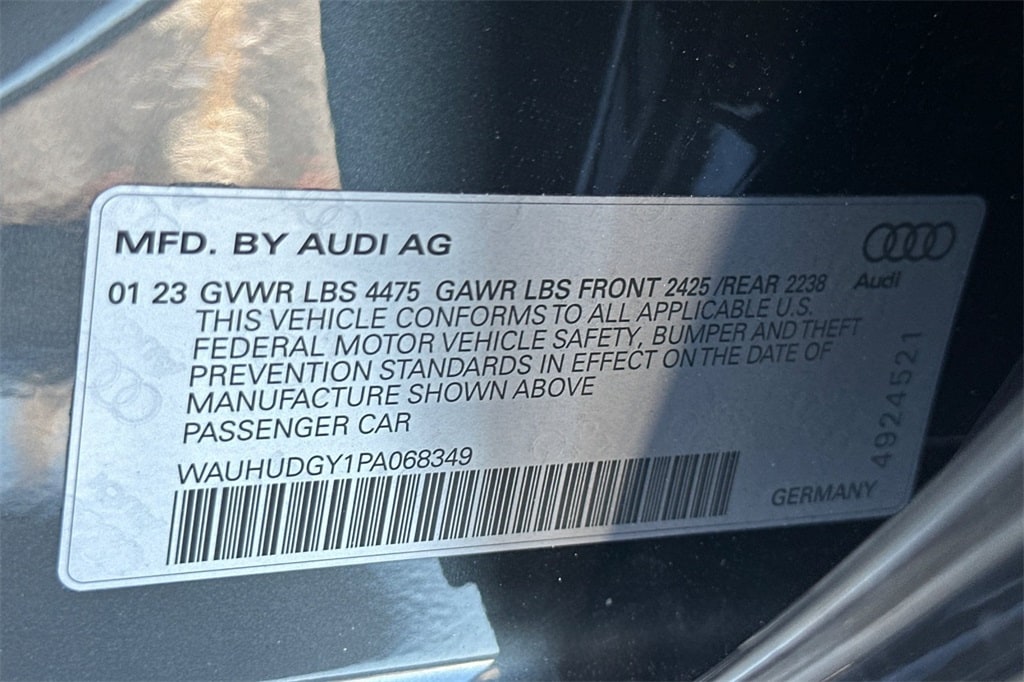 MFD. BY AUDI AG
Audi
01 23 GVWR LBS 4475 GAWR LBS FRONT 2425 /REAR 2238
THIS VEHICLE CONFORMS TO ALL APPLICABLE U.S.
FEDERAL MOTOR VEHICLE SAFETY, BUMPER AND THEFT
PREVENTION STANDARDS IN EFFECT ON THE DATE OF
MANUFACTURE SHOWN ABOVE
PASSENGER CAR
WAUHUDGY1PA068349
4924521
GERMANY